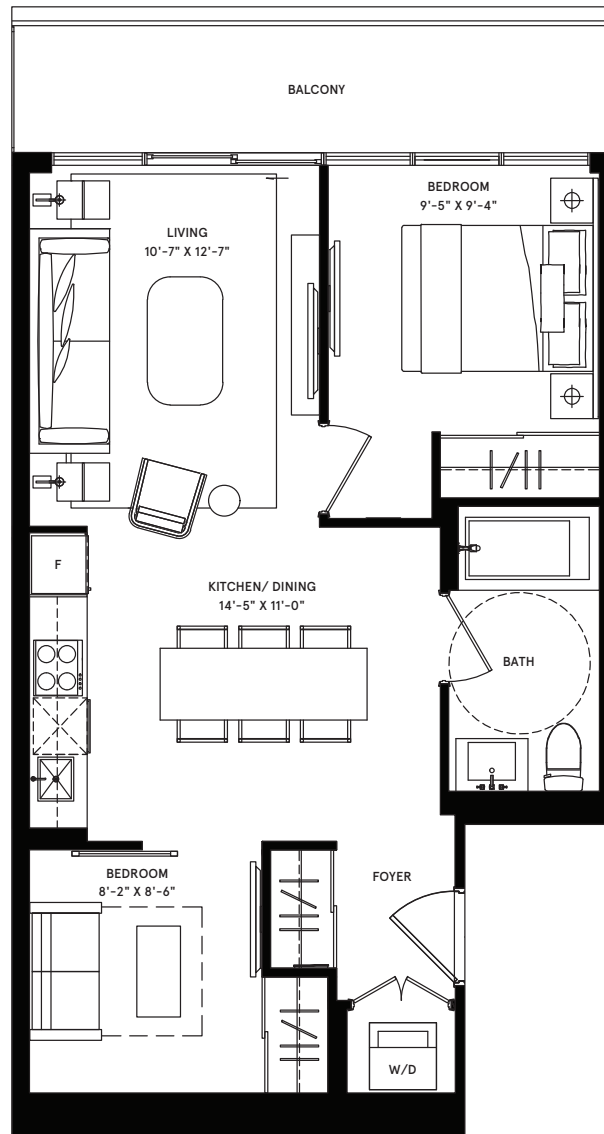 BALCONY
BEDROOM
9'-5" X 9'-4"
LIVING
10'-7" X 12'-7"
F
KITCHEN/ DINING
14'-5" X 11'-0"
BATH
BEDROOM
8'-2" X 8'-6"
FOYER
W/D